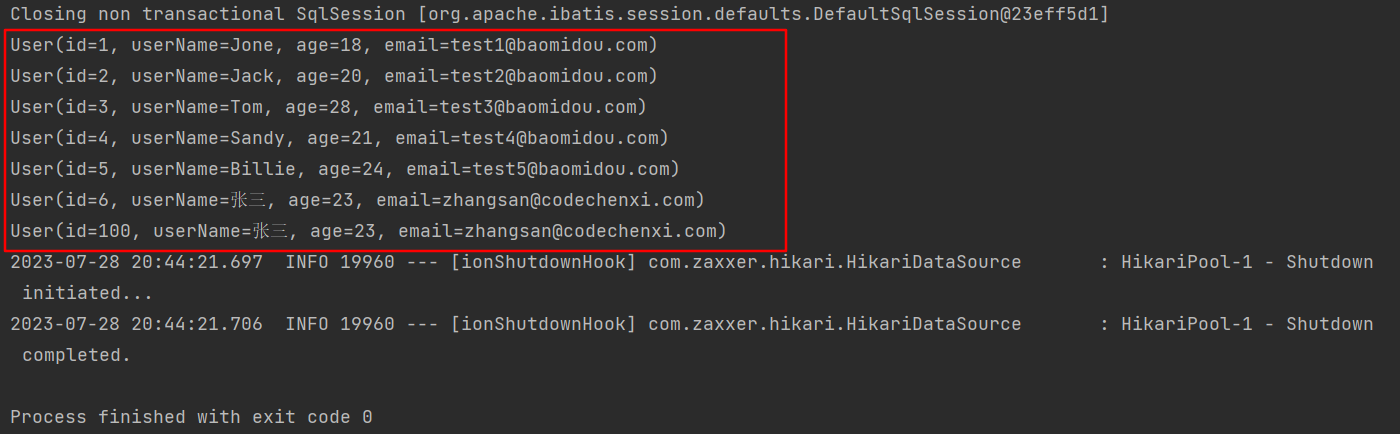 Closing non transactional SqlSession [org.apache.ibatis.session.defaults.DefaultSqlSession@23eff5d1]
User(id=1, userName=Jone, age=18, email=test1@baomidou.com)
User(id=2, userName=Jack, age=20, email=test2@baomidou.com)
User(id=3, userName=Tom, age=28, email=test3@baomidou.com)
User(id=4, userName=Sandy, age=21, email=test4@baomidou.com)
User(id=5, userName=Billie, age=24, email=test5@baomidou.com)
User(id=6, userName=张三, age=23, email=zhangsan@codechenxi.com)
User(id=100, userName=张三, age=23, email=zhangsan@codechenxi.com)
2023-07-28 20:44:21.697  INFO 19960 --- [ionShutdownHook] com.zaxxer.hikari.HikariDataSource       : HikariPool-1 - Shutdown
initiated...
2023-07-28 20:44:21.706  INFO 19960 --- [ionShutdownHook] com.zaxxer.hikari.HikariDataSource       : HikariPool-1 - Shutdown
completed.
Process finished with exit code 0